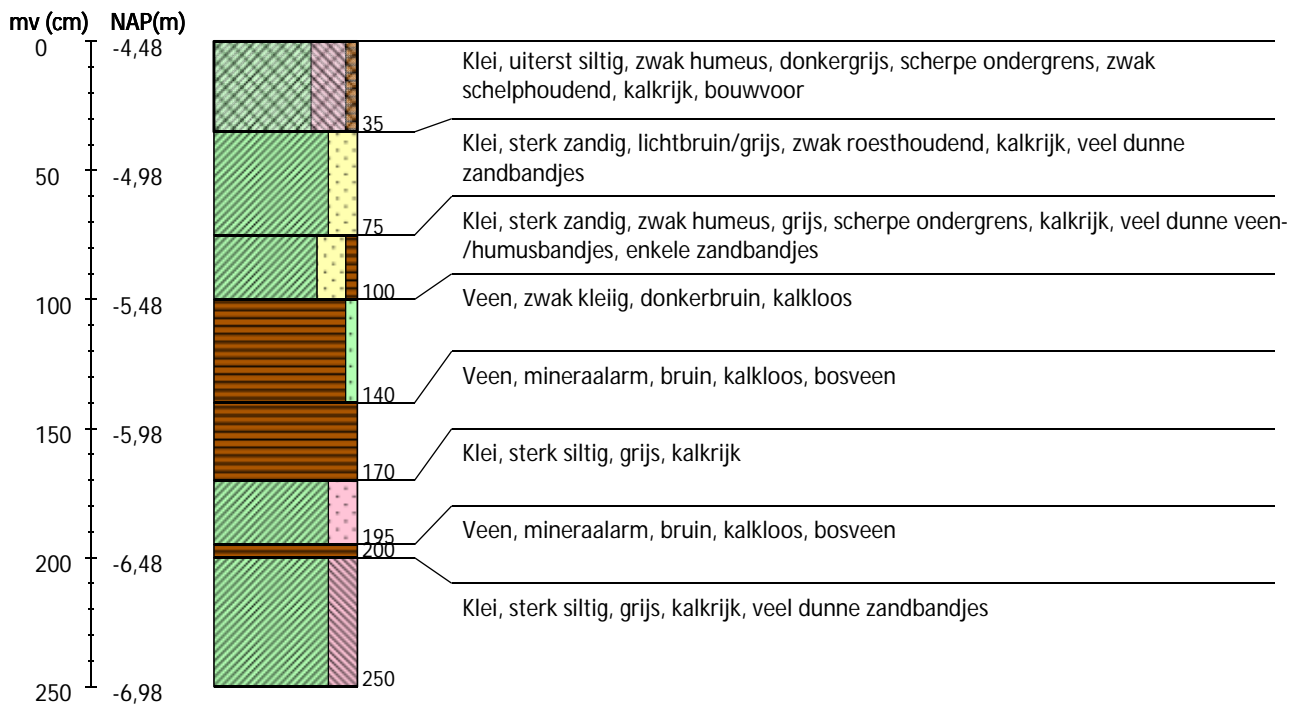 mv (cm) NAP(m)
0 -4,48
Klei, uiterst siltig, zwak humeus, donkergrijs, scherpe ondergrens, zwak
schelphoudend, kalkrijk, bouwvoor
35
Klei, sterk zandig, lichtbruin/grijs, zwak roesthoudend, kalkrijk, veel dunne
zandbandjes
50 -4,98
75
Klei, sterk zandig, zwak humeus, grijs, scherpe ondergrens, kalkrijk, veel dunne veen-
/humusbandjes, enkele zandbandjes
100
100 -5,48
Veen, zwak kleiig, donkerbruin, kalkloos
140
Veen, mineraalarm, bruin, kalkloos, bosveen
150 -5,98
170
Klei, sterk siltig, grijs, kalkrijk
195
Veen, mineraalarm, bruin, kalkloos, bosveen
200
200 -6,48
Klei, sterk siltig, grijs, kalkrijk, veel dunne zandbandjes
250
250 -6,98